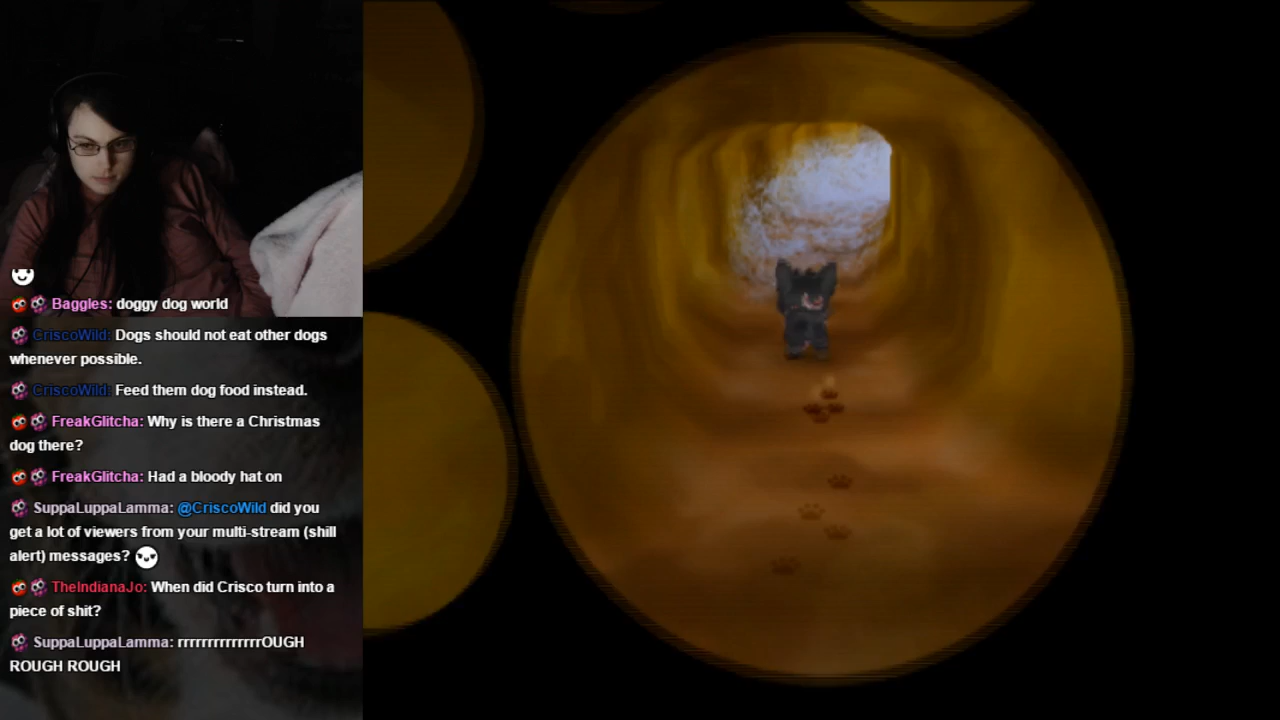 Baggles: doggy dog world
CriscoWild: Dogs should not eat other dogs
whenever possible.
CriscoWild: Feed them dog food instead.
FreakGlitcha: Why is there a Christmas
dog there?
FreakGlitcha: Had a bloody hat on
SuppaLuppaLamma: @CriscoWild did you
get a lot of viewers from your multi-stream (shill
alert) messages?
TheIndianaJo: When did Crisco turn into a
piece of shit?
SuppaLuppaLamma: rrrrrrrrrrrrrrOUGH
ROUGH ROUGH